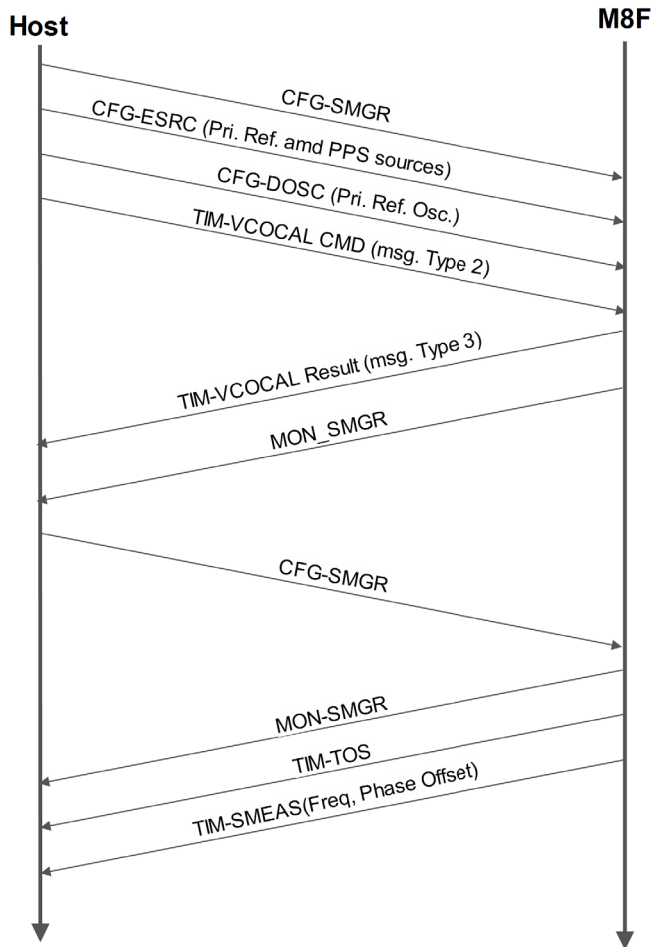 Host
M8F
CFG-SMGR
CFG-ESRC (Pri. Ref. amd PPS sources)
CFG-DOSC (Pri. Ref. Osc.)
TIM-VCOCAL CMD (msg. Type 2)
TIM-VCOCAL Result (msg. Type 3)
MON_SMGR
CFG-SMGR
MON-SMGR
TIM-TOS
TIM-SMEAS(Freq, Phase Offset)